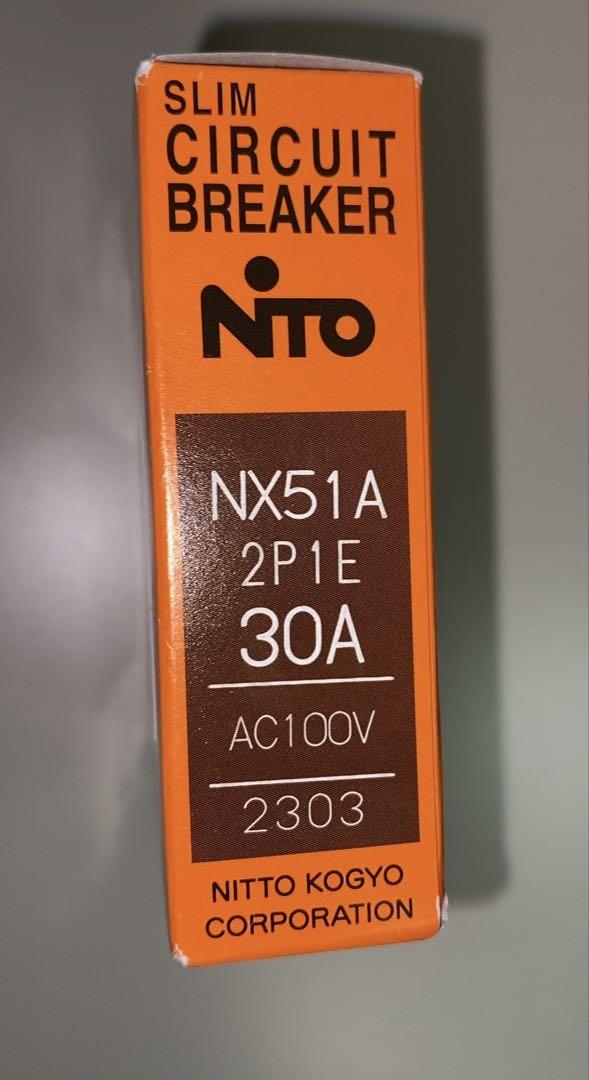 SLIM
CIRCUIT
BREAKER
NiTO
NX51A
2P1E
30A
AC100V
2303
NITTO KOGYO
CORPORATION